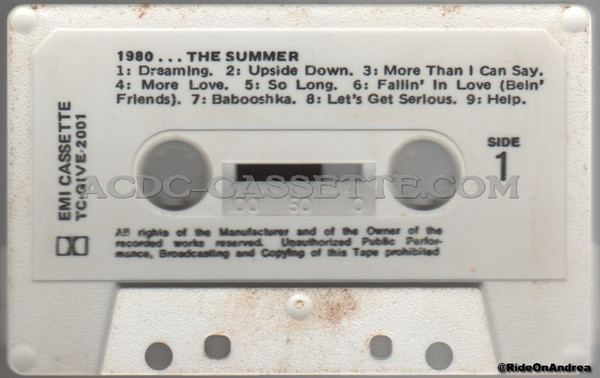 1980 ... THE SUMMER
1: Dreaming. 2: Upside Down. 3: More Than I Can Say.
4: More Love. 5: So Long. 6: Fallin' In Love (Bein'
Friends). 7: Babooshka. 8: Let's Get Serious. 9: Help.
EMI CASSETTE
TC-GIVE-2001
SIDE
1
ACDC-CASSETTE.COM
100 50 0
All rights of the Manufacturer and of the Owner of the
recorded works reserved. Unauthorized Public Perfor-
mance, Broadcasting and Copying of this Tape prohibited
@RideOnAndrea